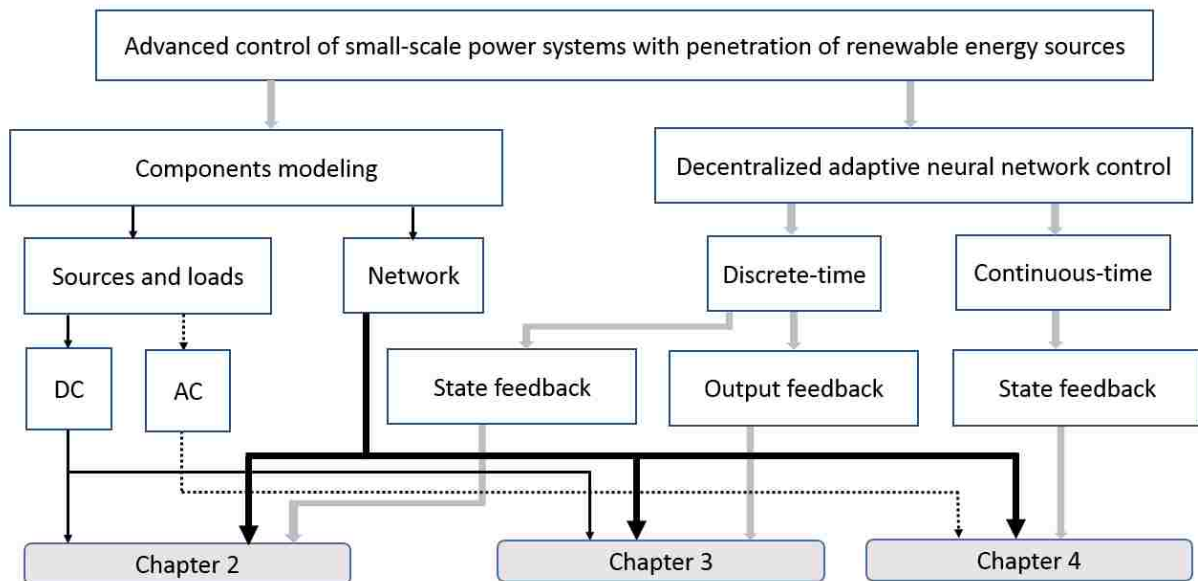 Advanced control of small-scale power systems with penetration of renewable energy sources
Components modeling
Decentralized adaptive neural network control
Sources and loads
Network
Discrete-time
Continuous-time
DC
AC
State feedback
Output feedback
State feedback
Chapter 2
Chapter 3
Chapter 4